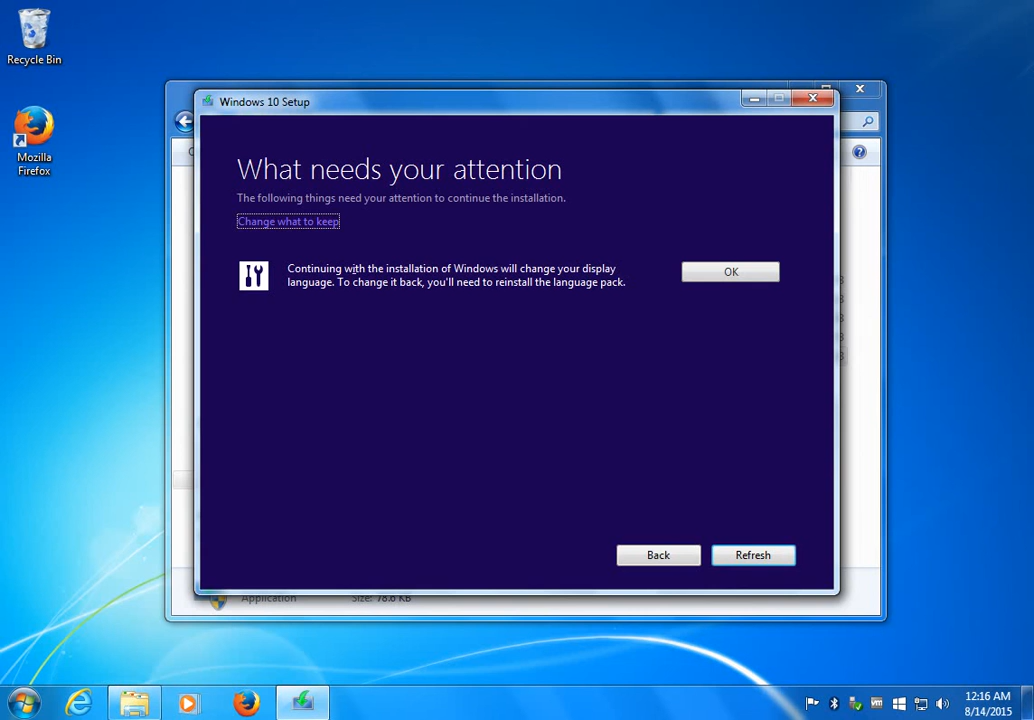 Recycle Bin
Mozilla
Firefox
Windows 10 Setup
What needs your attention
The following things need your attention to continue the installation.
Change what to keep
Continuing with the installation of Windows will change your display
language. To change it back, you'll need to reinstall the language pack.
OK
Back
Refresh
Application
Size: 78.6 KB
12:16 AM
8/14/2015